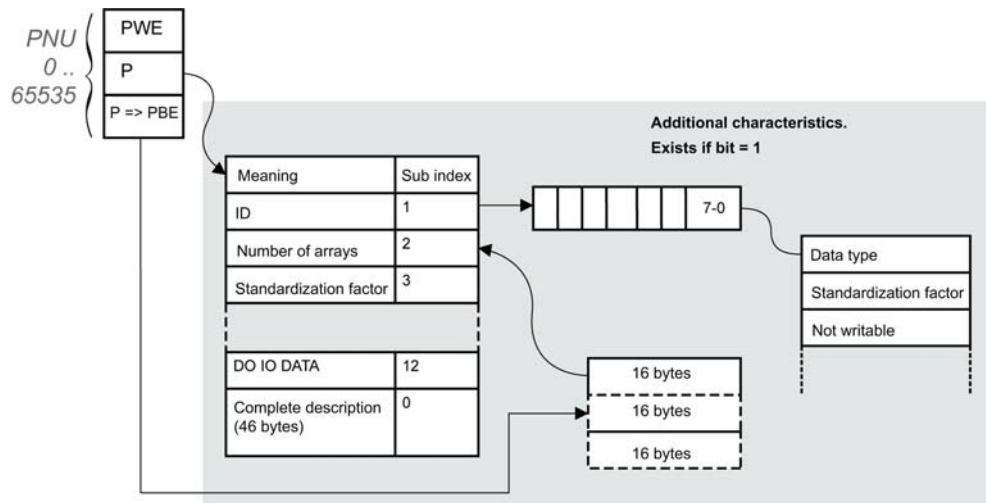 PNU
0 ..
65535
PWE
P
P => PBE
Additional characteristics.
Exists if bit = 1
Meaning
Sub index
ID
1
Number of arrays
2
Standardization factor
3
DO IO DATA
12
Complete description
(46 bytes)
0
7-0
Data type
Standardization factor
Not writable
16 bytes
16 bytes
16 bytes